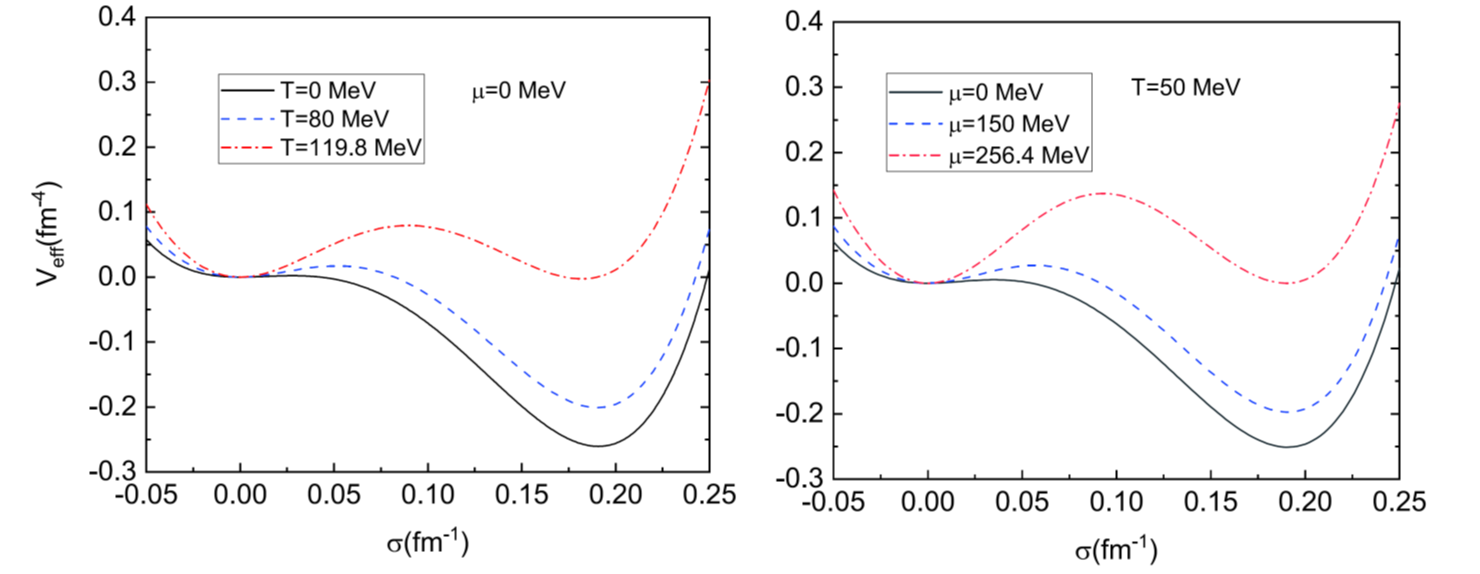 0.4
0.3
0.2
0.1
0.0
-0.1
-0.2
-0.3
V_eff(fm^-4)
T=0 MeV
T=80 MeV
T=119.8 MeV
μ=0 MeV
-0.05 0.00 0.05 0.10 0.15 0.20 0.25
σ(fm^-1)
0.4
0.3
0.2
0.1
0.0
-0.1
-0.2
-0.3
μ=0 MeV
μ=150 MeV
μ=256.4 MeV
T=50 MeV
-0.05 0.00 0.05 0.10 0.15 0.20 0.25
σ(fm^-1)